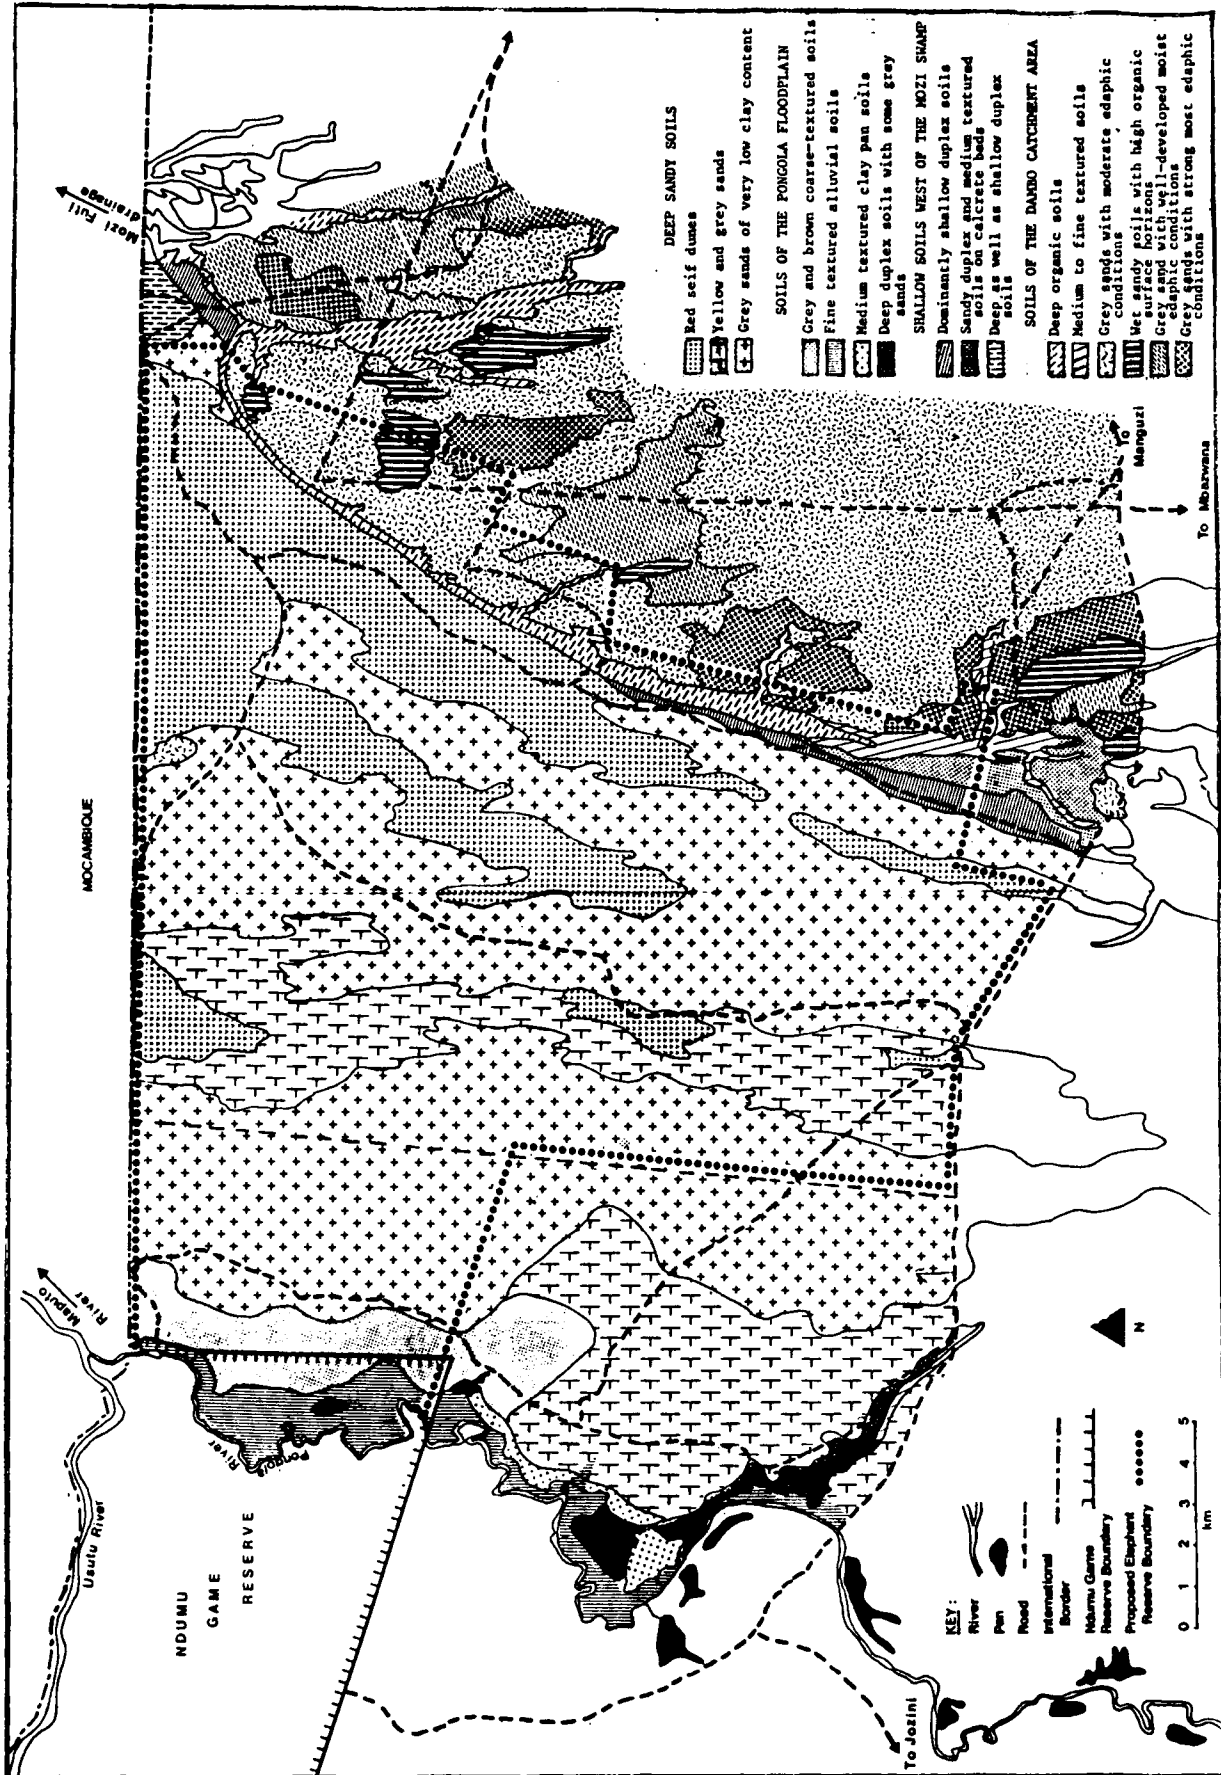 MOCAMBIQUE
NDUMU
GAME
RESERVE
Usutu River
Maputo
River
Pongola
River
Mozi Futi
drainage
To Jozini
To
Manguzi
To Mbazwana
DEEP SANDY SOILS
Red seif dunes
Yellow and grey sands
Grey sands of very low clay content
SOILS OF THE PONGOLA FLOODPLAIN
Grey and brown coarse-textured soils
Fine textured alluvial soils
Medium textured clay pan soils
Deep duplex soils with some grey
sands
SHALLOW SOILS WEST OF THE MOZI SWAMP
Dominantly shallow duplex soils
Sandy duplex and medium textured
soils on calcrete beds
Deep as well as shallow duplex
soils
SOILS OF THE DAMBO CATCHMENT AREA
Deep organic soils
Medium to fine textured soils
Grey sands with moderate edaphic
conditions
Wet sandy soils with high organic
surface horizons
Grey sand with well-developed moist
edaphic conditions
Grey sands with strong most edaphic
conditions
KEY:
River
Pan
Road
International
Border
Ndumu Game
Reserve Boundary
Proposed Elephant
Reserve Boundary
0 1 2 3 4 5
km
N